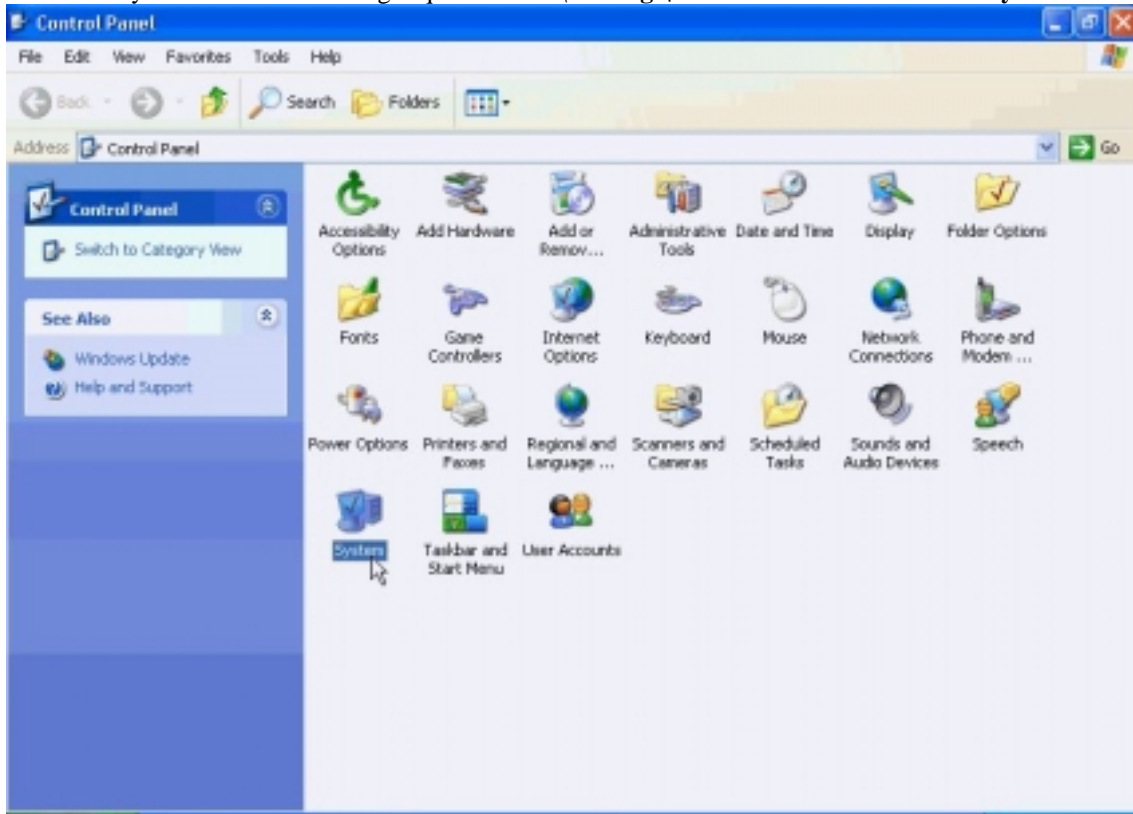 Control Panel
File Edit View Favorites Tools Help
Back Search Folders
Address Control Panel Go
Control Panel
Switch to Category View
See Also
Windows Update
Help and Support
Accessibility Options
Add Hardware
Add or Remov...
Administrative Tools
Date and Time
Display
Folder Options
Fonts
Game Controllers
Internet Options
Keyboard
Mouse
Network Connections
Phone and Modem ...
Power Options
Printers and Faxes
Regional and Language ...
Scanners and Cameras
Scheduled Tasks
Sounds and Audio Devices
Speech
System
Taskbar and Start Menu
User Accounts